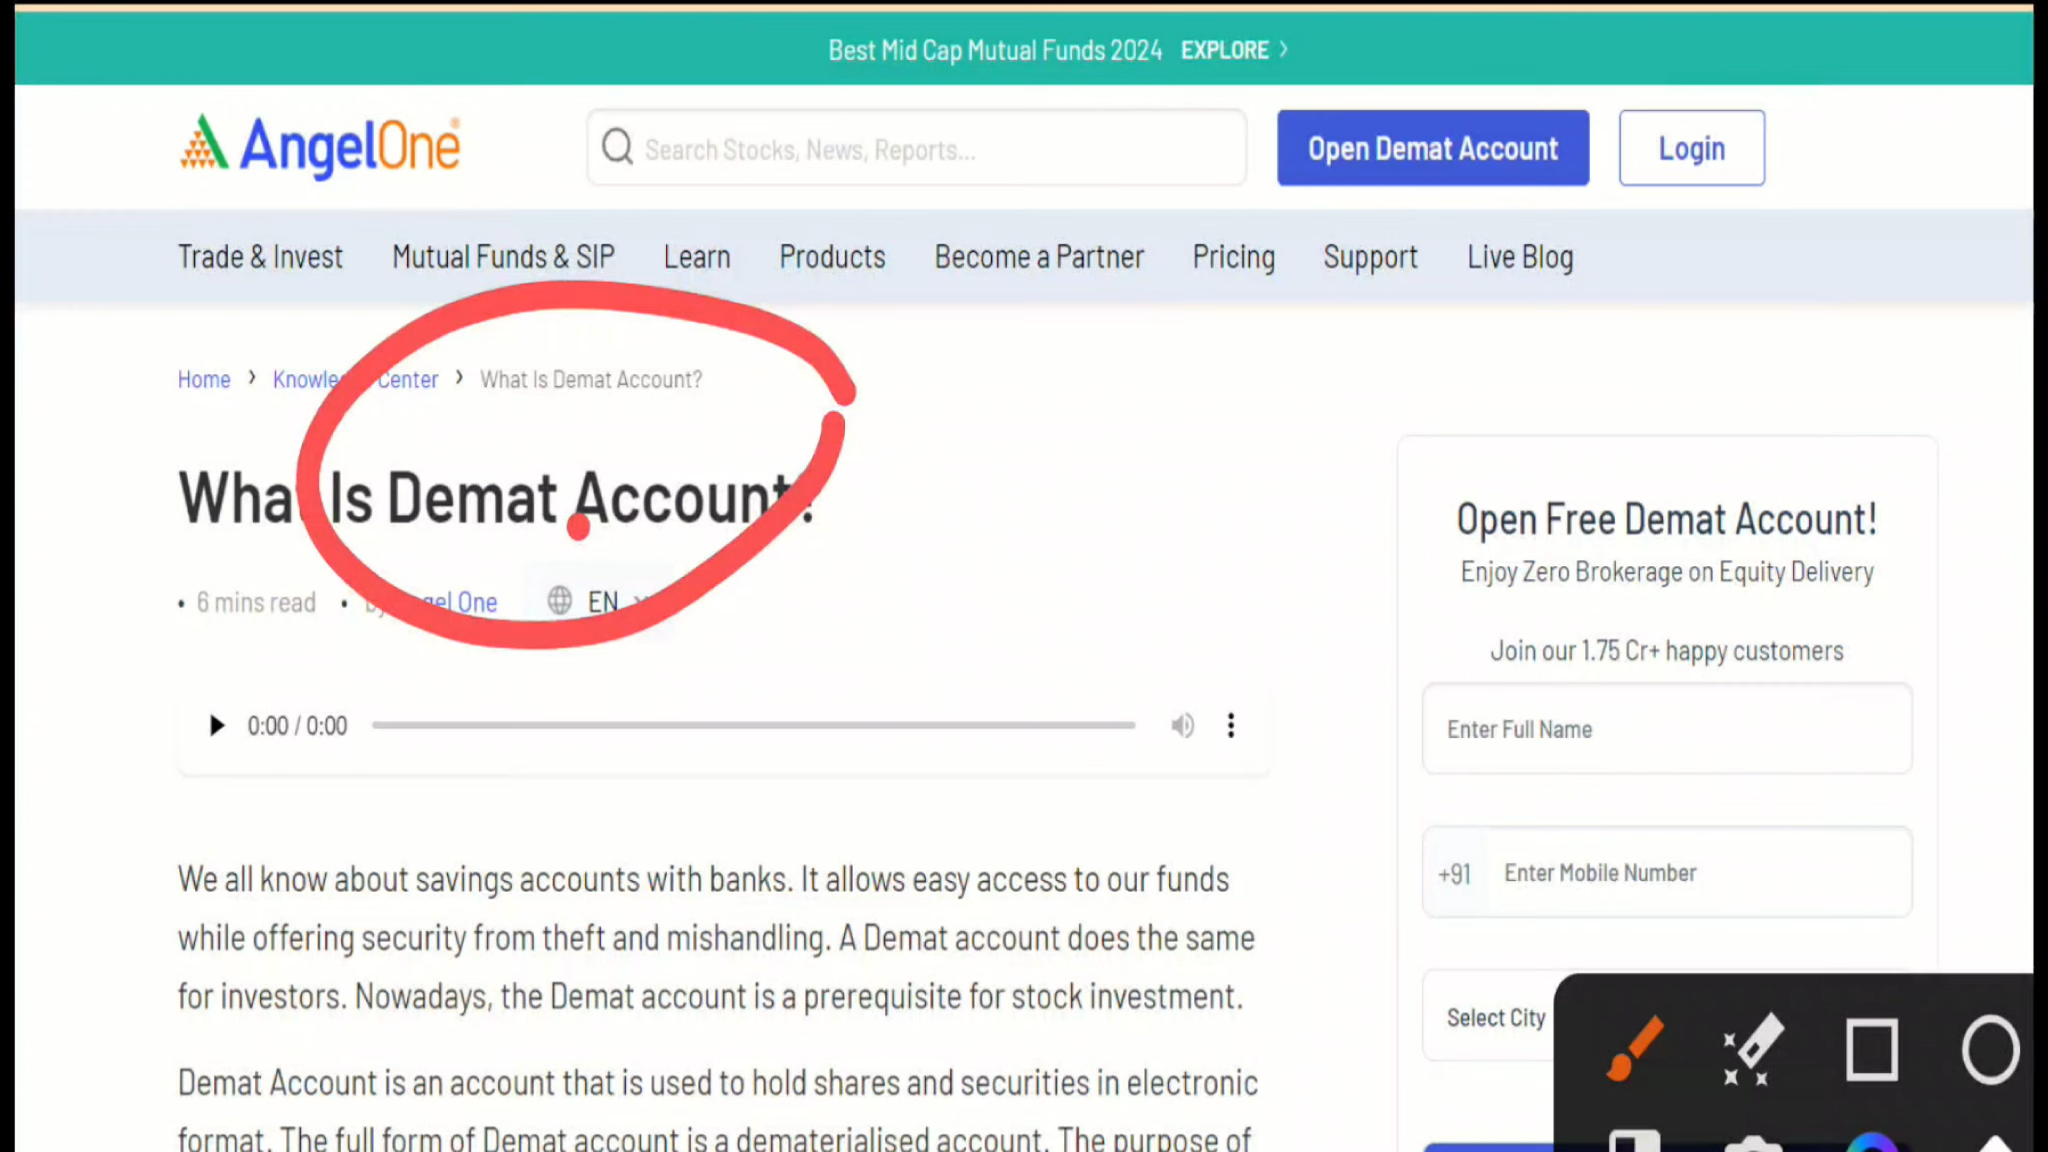 Best Mid Cap Mutual Funds 2024 EXPLORE >
AngelOne
Search Stocks, News, Reports...
Open Demat Account
Login
Trade & Invest Mutual Funds & SIP Learn Products Become a Partner Pricing Support Live Blog
Home > Knowle Center > What Is Demat Account?
What Is Demat Account?
• 6 mins read • by Angel One EN
0:00 / 0:00
We all know about savings accounts with banks. It allows easy access to our funds
while offering security from theft and mishandling. A Demat account does the same
for investors. Nowadays, the Demat account is a prerequisite for stock investment.
Demat Account is an account that is used to hold shares and securities in electronic
format. The full form of Demat account is a dematerialised account. The purpose of
Open Free Demat Account!
Enjoy Zero Brokerage on Equity Delivery
Join our 1.75 Cr+ happy customers
Enter Full Name
+91 Enter Mobile Number
Select City